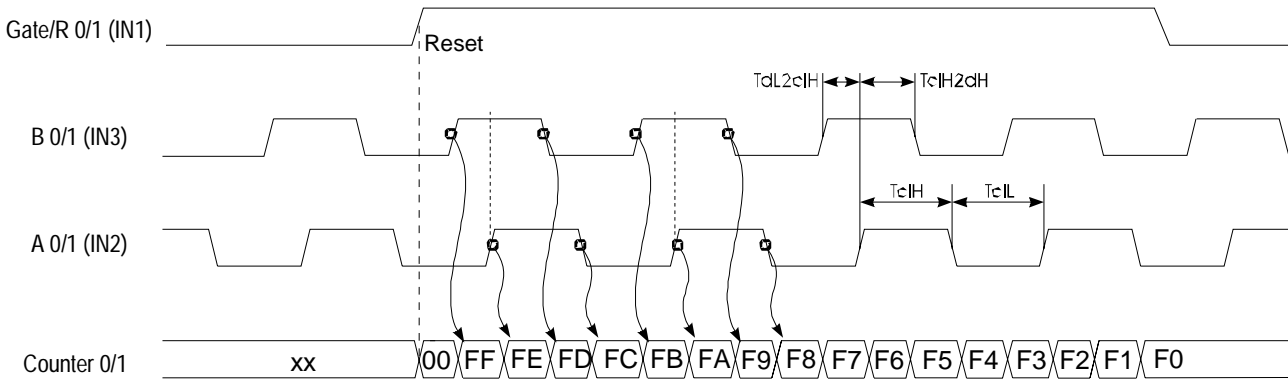 Gate/R 0/1 (IN1)
Reset
TdL2clH
TclH2dH
B 0/1 (IN3)
TclH
TclL
A 0/1 (IN2)
Counter 0/1
xx
00 FF FE FD FC FB FA F9 F8 F7 F6 F5 F4 F3 F2 F1 F0